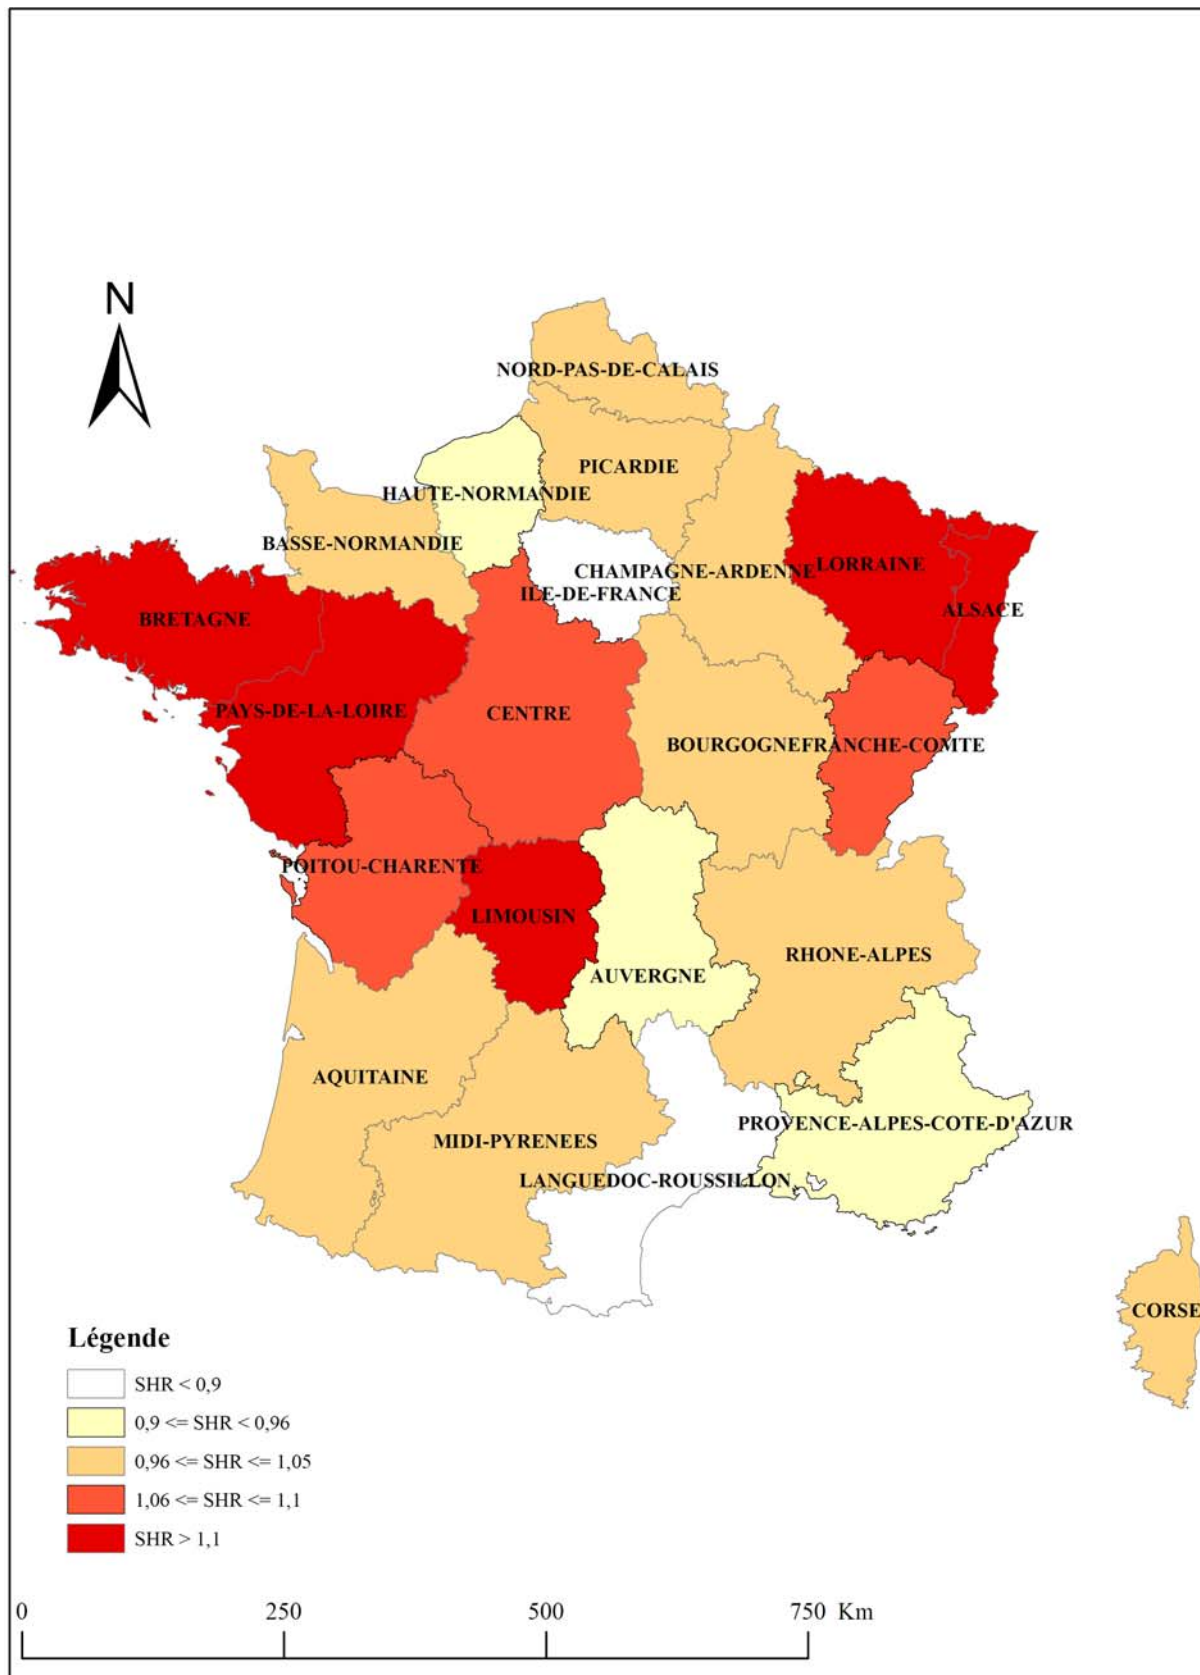 N
NORD-PAS-DE-CALAIS
PICARDIE
HAUTE-NORMANDIE
BASSE-NORMANDIE
CHAMPAGNE-ARDENNE
LORRAINE
ILE-DE-FRANCE
ALSACE
BRETAGNE
PAYS-DE-LA-LOIRE
CENTRE
BOURGOGNE
FRANCHE-COMTE
POITOU-CHARENTE
LIMOUSIN
RHONE-ALPES
AUVERGNE
AQUITAINE
PROVENCE-ALPES-COTE-D'AZUR
MIDI-PYRENEES
LANGUEDOC-ROUSSILLON
CORSE
Légende
SHR < 0,9
0,9 <= SHR < 0,96
0,96 <= SHR <= 1,05
1,06 <= SHR <= 1,1
SHR > 1,1
0 250 500 750 Km